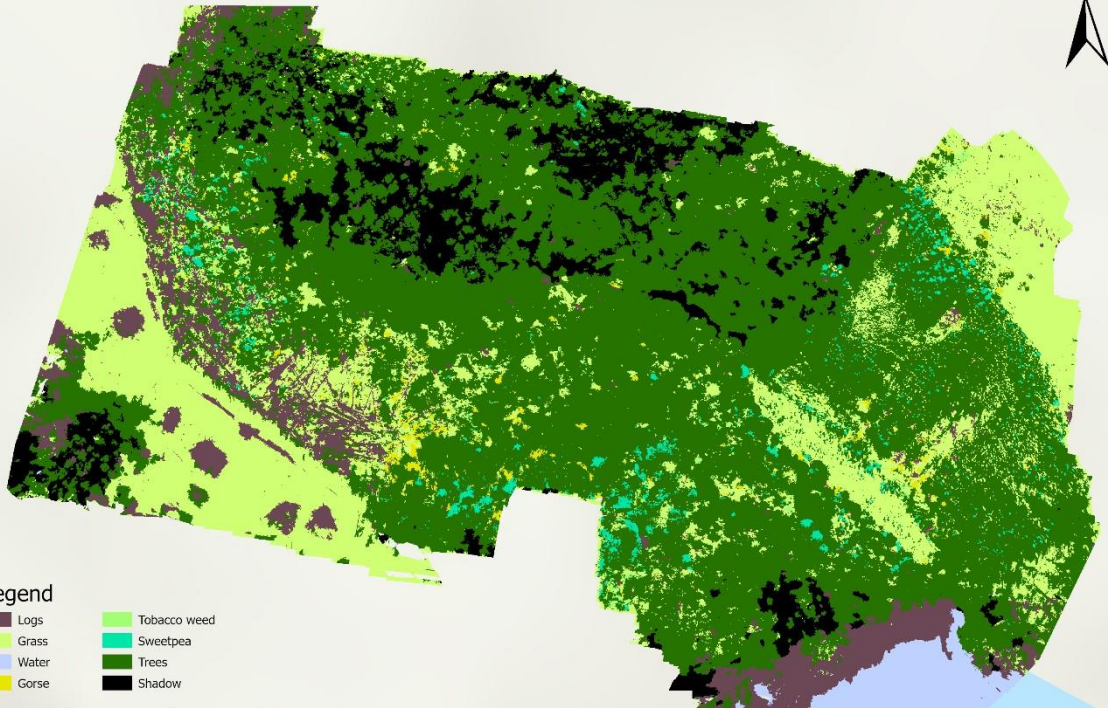 egend
Logs
Grass
Water
Gorse
Tobacco weed
Sweetpea
Trees
Shadow